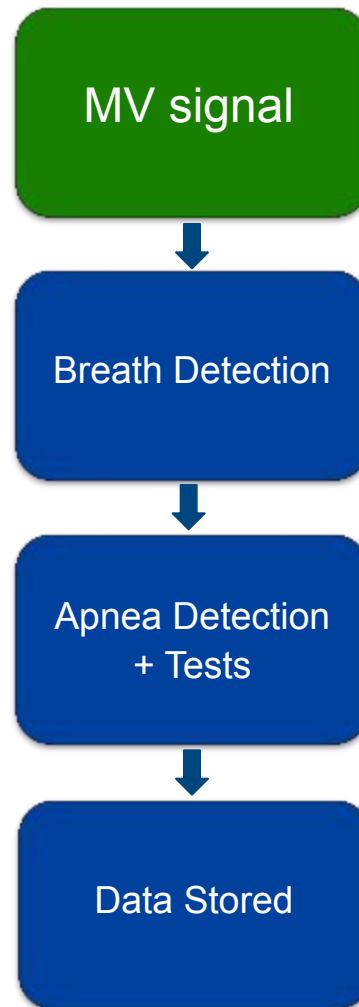 MV signal
Breath Detection
Apnea Detection
+ Tests
Data Stored